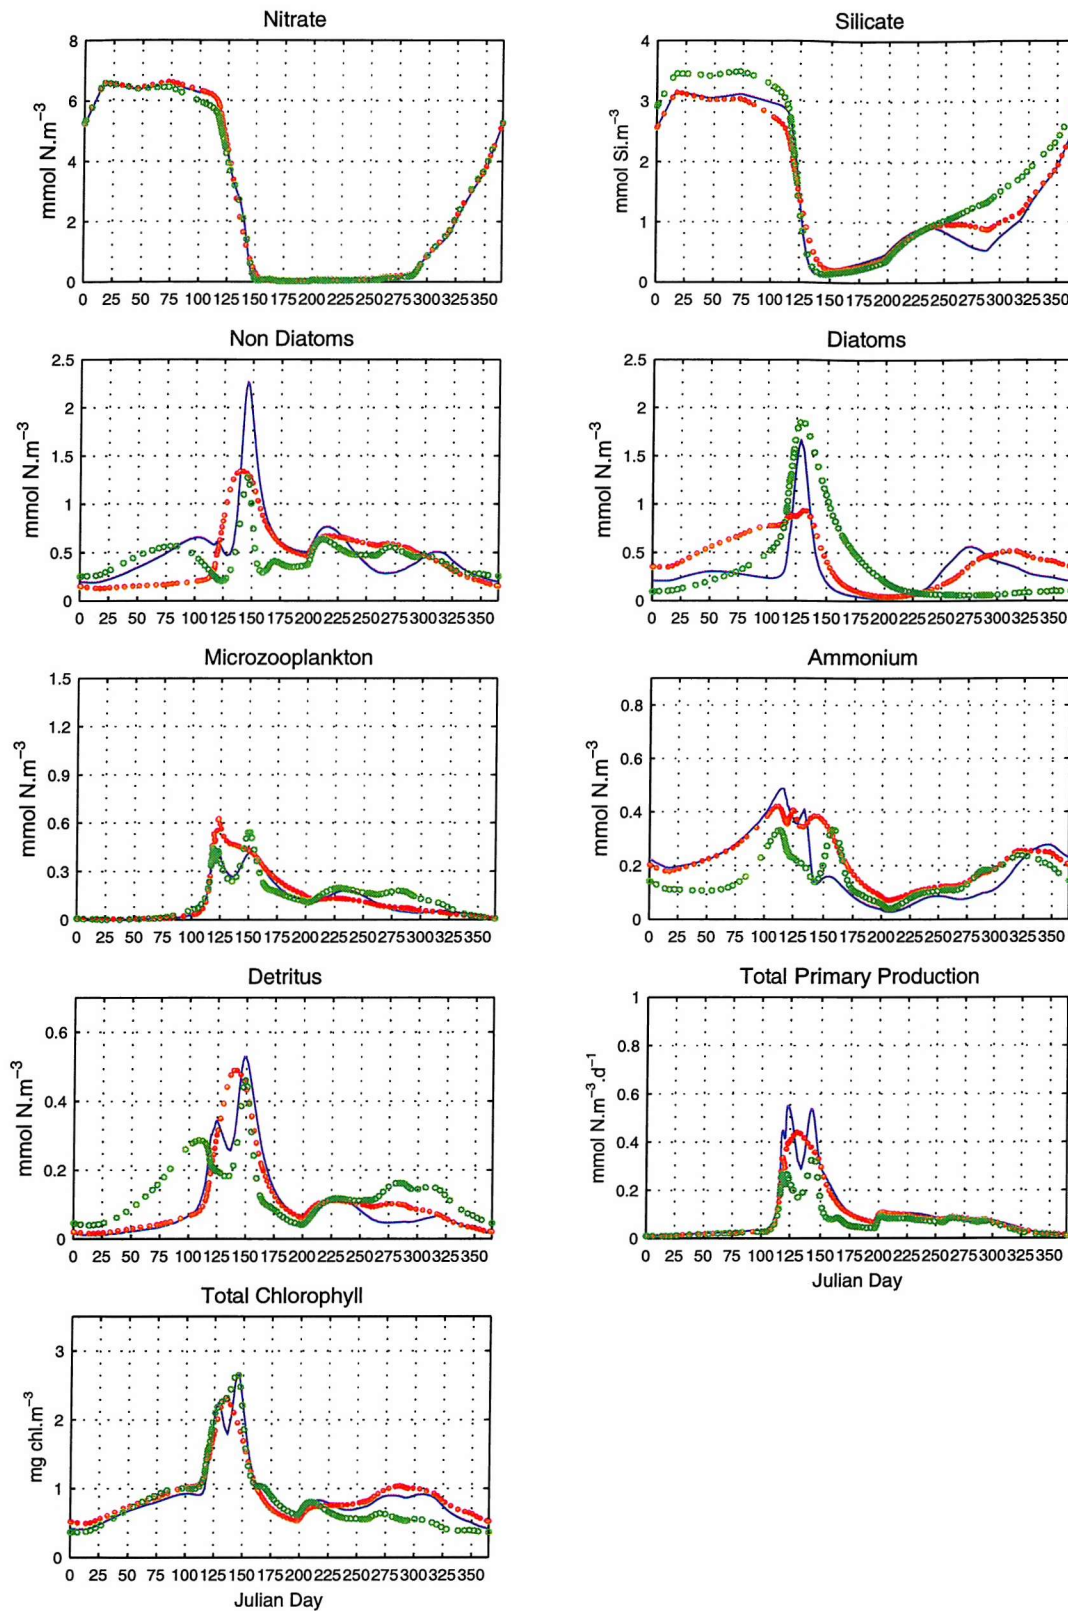 Nitrate
mmol N.m−3
8
6
4
2
0
0 25 50 75 100 125 150 175 200 225 250 275 300 325 350
Silicate
mmol Si.m−3
4
3
2
1
0
0 25 50 75 100 125 150 175 200 225 250 275 300 325 350
Non Diatoms
mmol N.m−3
2.5
2
1.5
1
0.5
0
0 25 50 75 100 125 150 175 200 225 250 275 300 325 350
Diatoms
mmol N.m−3
2.5
2
1.5
1
0.5
0
0 25 50 75 100 125 150 175 200 225 250 275 300 325 350
Microzooplankton
mmol N.m−3
1.5
1.2
0.9
0.6
0.3
0
0 25 50 75 100 125 150 175 200 225 250 275 300 325 350
Ammonium
mmol N.m−3
0.8
0.6
0.4
0.2
0
0 25 50 75 100 125 150 175 200 225 250 275 300 325 350
Detritus
mmol N.m−3
0.6
0.4
0.2
0
0 25 50 75 100 125 150 175 200 225 250 275 300 325 350
Total Primary Production
mmol N.m−3.d−1
1
0.8
0.6
0.4
0.2
0
0 25 50 75 100 125 150 175 200 225 250 275 300 325 350
Julian Day
Total Chlorophyll
mg chl.m−3
3
2
1
0
0 25 50 75 100 125 150 175 200 225 250 275 300 325 350
Julian Day